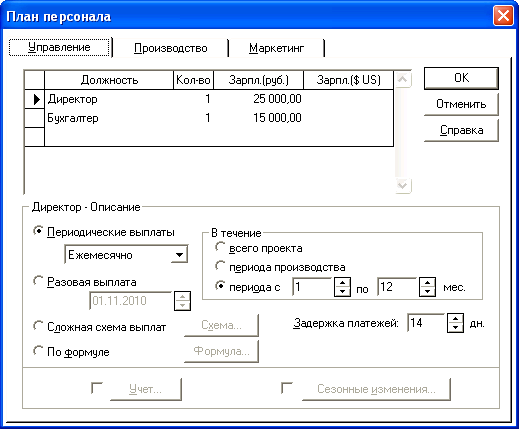 План персонала
Управление Производство Маркетинг
Должность Кол-во Зарпл.(руб.) Зарпл.($ US)
Директор 1 25 000,00
Бухгалтер 1 15 000,00
OK
Отменить
Справка
Директор - Описание
Периодические выплаты
Ежемесячно
Разовая выплата
01.11.2010
Сложная схема выплат Схема...
По формуле Формула...
В течение
всего проекта
периода производства
периода с 1 по 12 мес.
Задержка платежей: 14 дн.
Учет... Сезонные изменения...